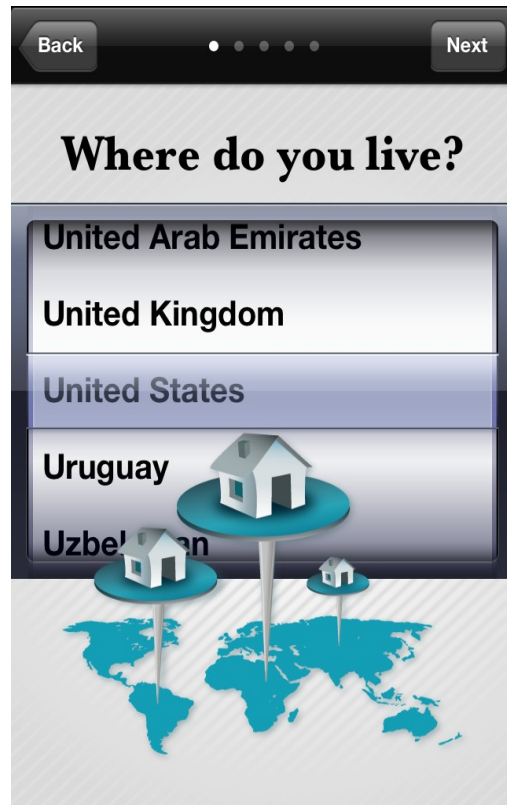 Back
Next
Where do you live?
United Arab Emirates
United Kingdom
United States
Uruguay